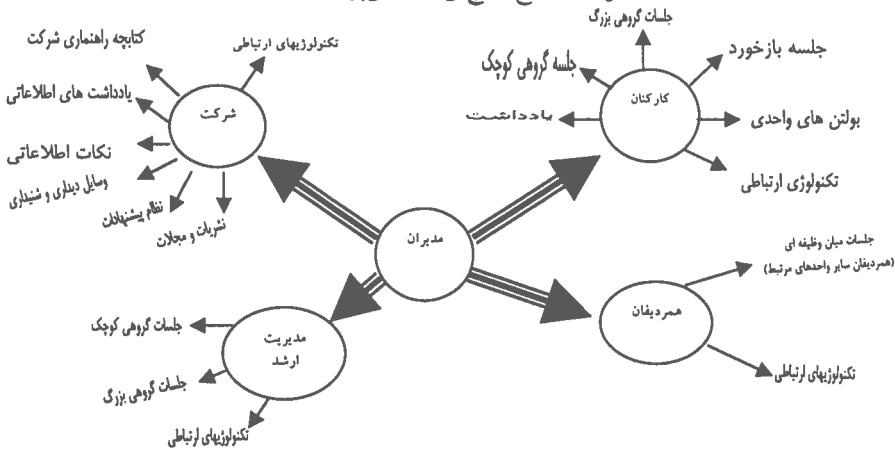 جلسات گروهی بزرگ
جلسه بازخورد
جلسه گروهی کوچک
کارکنان
یادداشت
بولتن های واحدی
تکنولوژی ارتباطی
تکنولوژیهای ارتباطی
کتابچه راهنمای شرکت
یادداشت های اطلاعاتی
شرکت
نکات اطلاعاتی
وسایل دیداری و شنیداری
نظام پیشنهادات
نشریات و مجلات
مدیران
جلسات میان وظیفه ای
(همردیفان سایر واحدهای مرتبط)
همردیفان
تکنولوژیهای ارتباطی
مدیریت
ارشد
جلسات گروهی کوچک
جلسات گروهی بزرگ
تکنولوژیهای ارتباطی